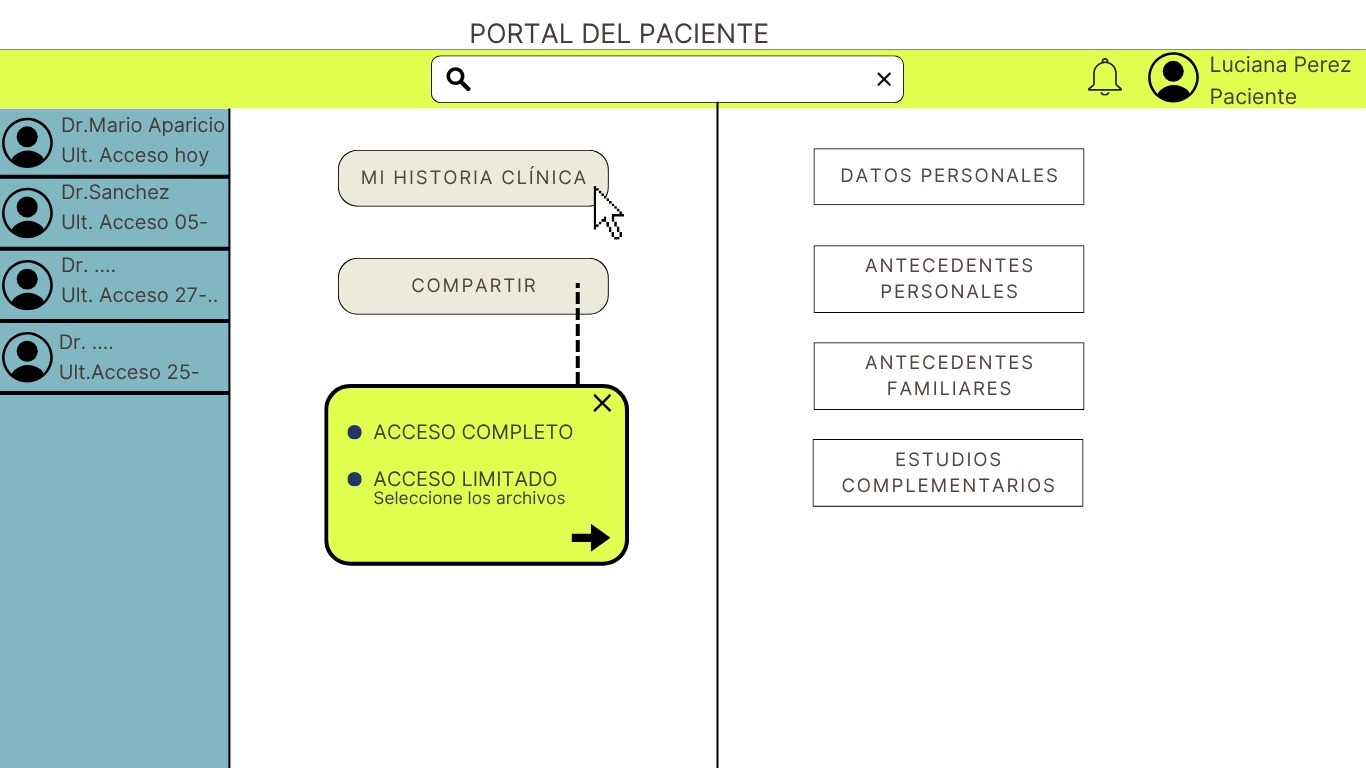 PORTAL DEL PACIENTE
Luciana Perez
Paciente
Dr.Mario Aparicio
Ult. Acceso hoy
Dr.Sanchez
Ult. Acceso 05-
Dr. ....
Ult. Acceso 27-..
Dr. ....
Ult.Acceso 25-
MI HISTORIA CLÍNICA
COMPARTIR
ACCESO COMPLETO
ACCESO LIMITADO
Seleccione los archivos
DATOS PERSONALES
ANTECEDENTES
PERSONALES
ANTECEDENTES
FAMILIARES
ESTUDIOS
COMPLEMENTARIOS